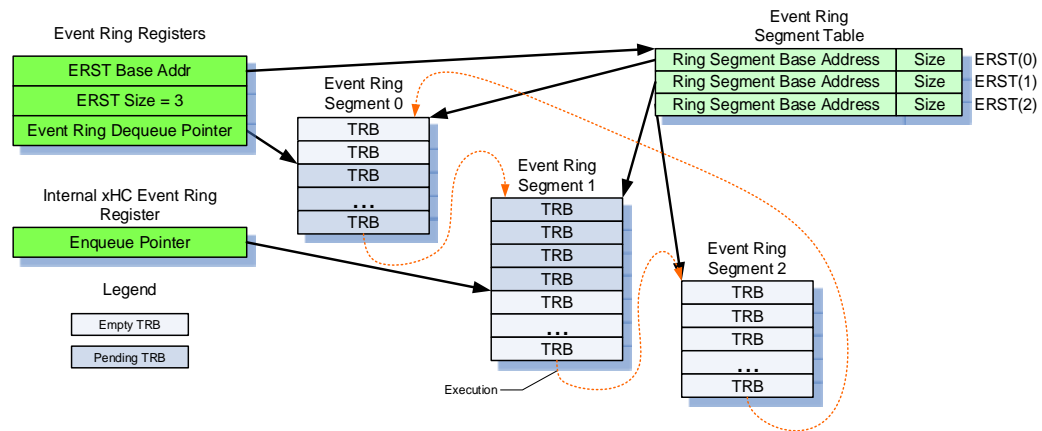 Event Ring Registers
ERST Base Addr
ERST Size = 3
Event Ring Dequeue Pointer
Internal xHC Event Ring
Register
Enqueue Pointer
Legend
Empty TRB
Pending TRB
Event Ring
Segment 0
TRB
TRB
TRB
...
TRB
Event Ring
Segment 1
TRB
TRB
TRB
TRB
TRB
...
TRB
Execution
Event Ring
Segment Table
Ring Segment Base Address Size ERST(0)
Ring Segment Base Address Size ERST(1)
Ring Segment Base Address Size ERST(2)
Event Ring
Segment 2
TRB
TRB
TRB
...
TRB